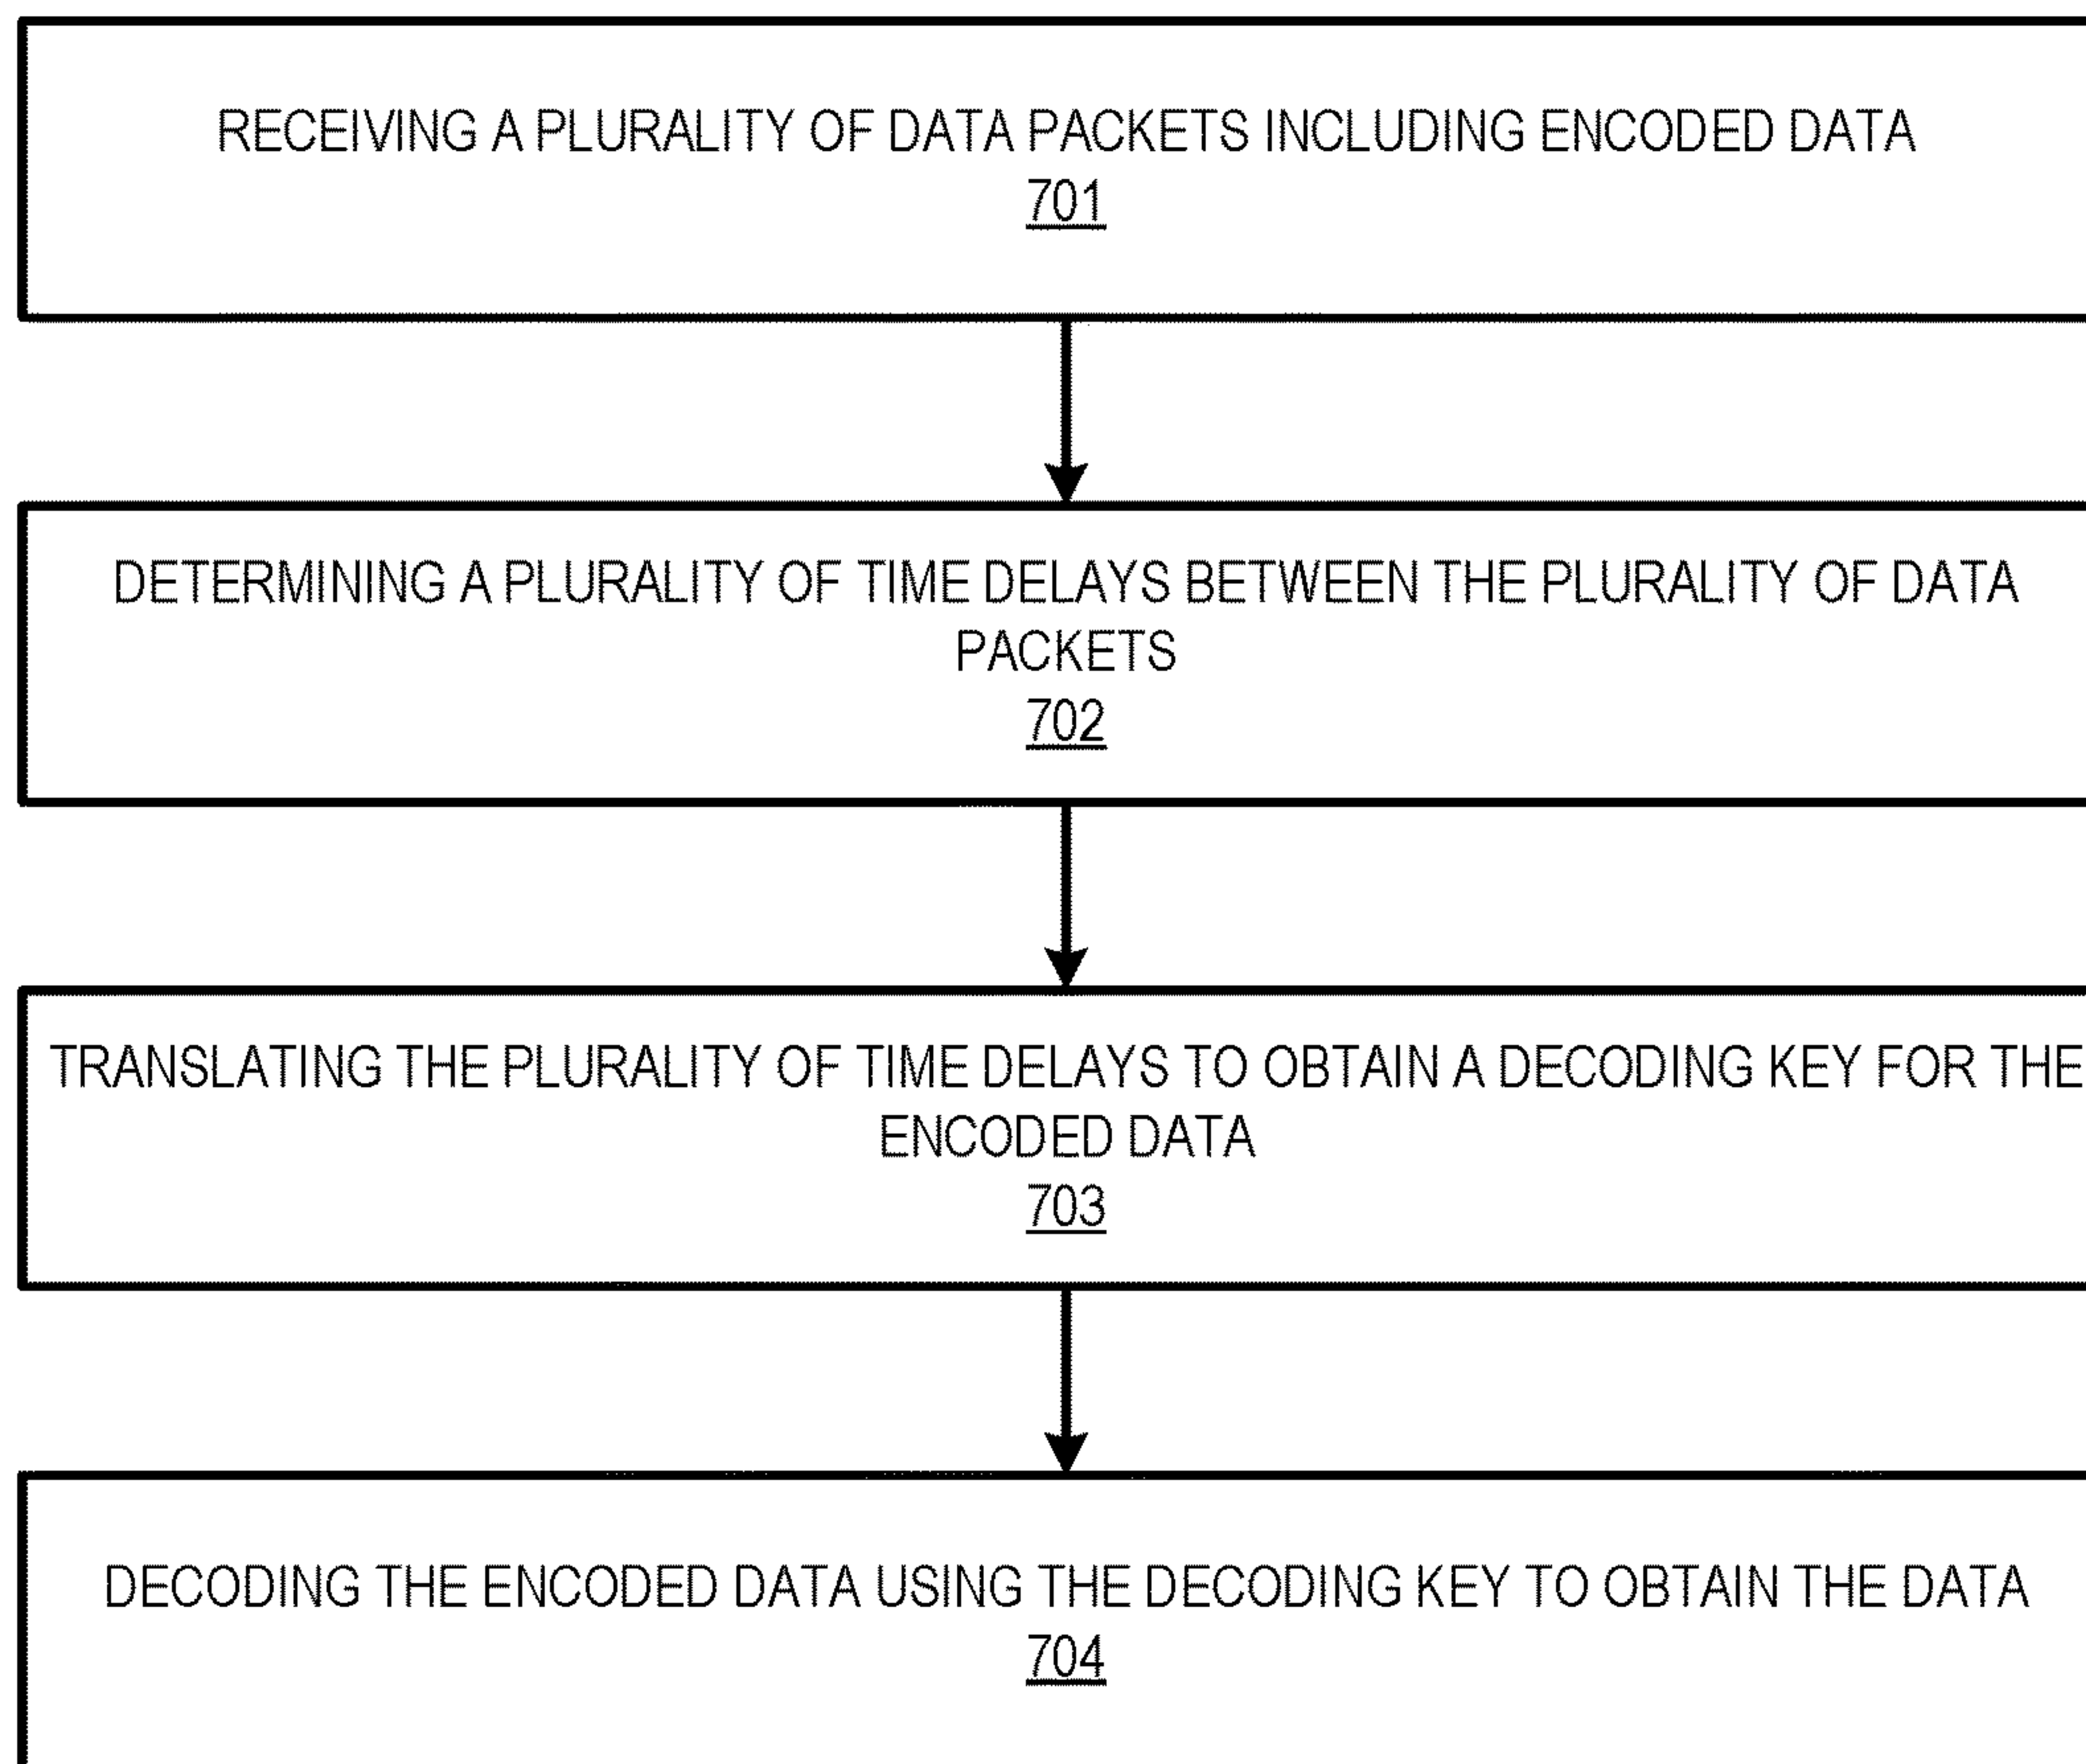 RECEIVING A PLURALITY OF DATA PACKETS INCLUDING ENCODED DATA
701
DETERMINING A PLURALITY OF TIME DELAYS BETWEEN THE PLURALITY OF DATA
PACKETS
702
TRANSLATING THE PLURALITY OF TIME DELAYS TO OBTAIN A DECODING KEY FOR THE
ENCODED DATA
703
DECODING THE ENCODED DATA USING THE DECODING KEY TO OBTAIN THE DATA
704